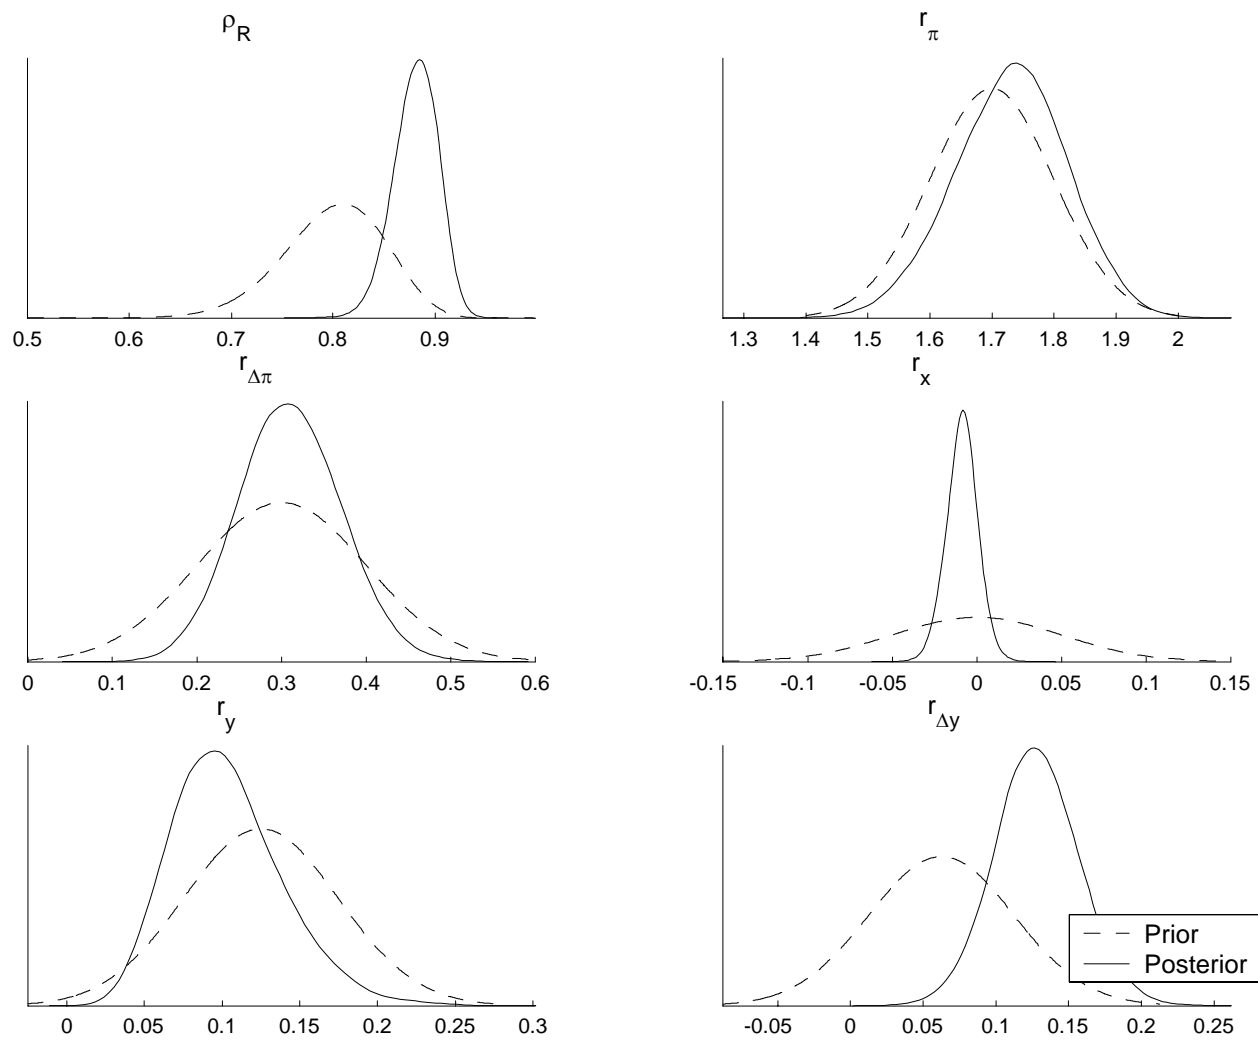 ρ_R
r_π
0.5 0.6 0.7 0.8 0.9
1.3 1.4 1.5 1.6 1.7 1.8 1.9 2
r_Δπ
r_x
0 0.1 0.2 0.3 0.4 0.5 0.6
-0.15 -0.1 -0.05 0 0.05 0.1 0.15
r_y
r_Δy
Prior
Posterior
0 0.05 0.1 0.15 0.2 0.25 0.3
-0.05 0 0.05 0.1 0.15 0.2 0.25